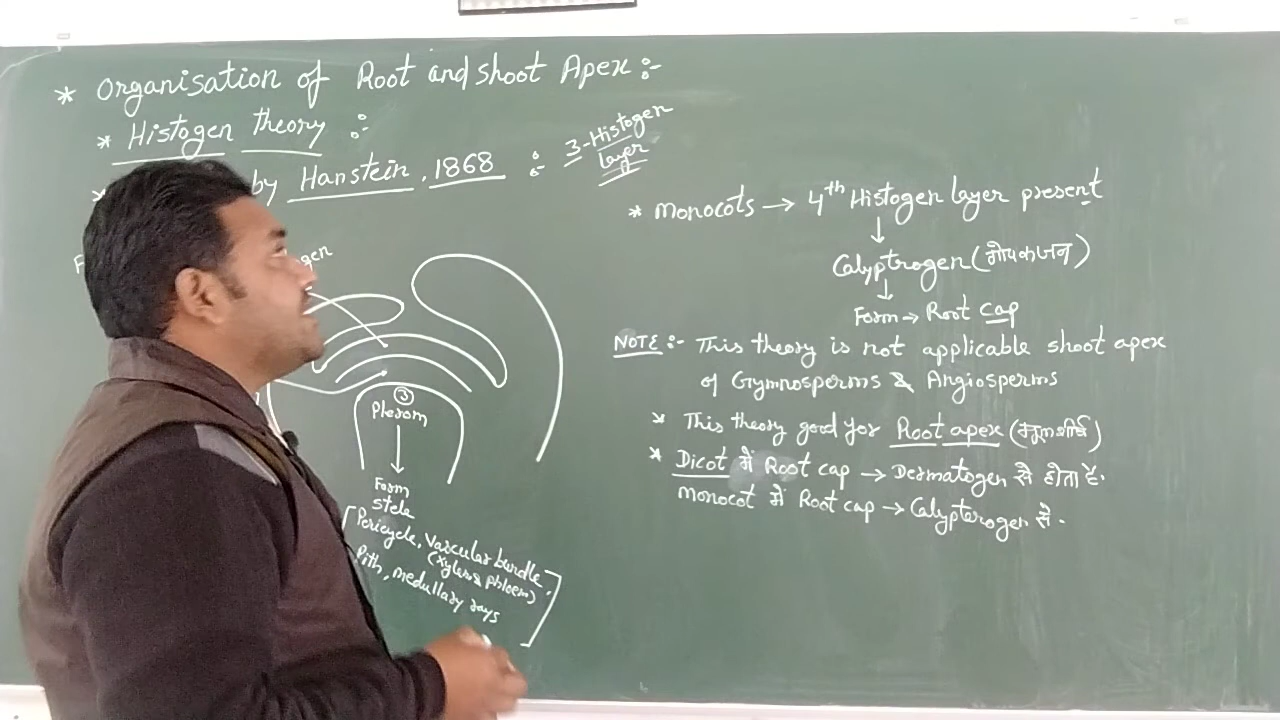 * Organisation of Root and Shoot Apex :-
* Histogen theory :-
* by Hanstein, 1868 :- 3-Histogen
layer
③
Plerom
Form
stele
[Pericycle, Vascular bundle,
(Xylem & phloem)
Pith, medullary rays]
* Monocots → 4th Histogen layer present
↓
Calyptrogen (गोपकजन)
↓
Form → Root cap
NOTE :- This theory is not applicable shoot apex
of Gymnosperms & Angiosperms
* This theory good for Root apex (मूलशीर्ष)
* Dicot में Root cap → Dermatogen से होता है.
Monocot में Root cap → Calypterogen से.